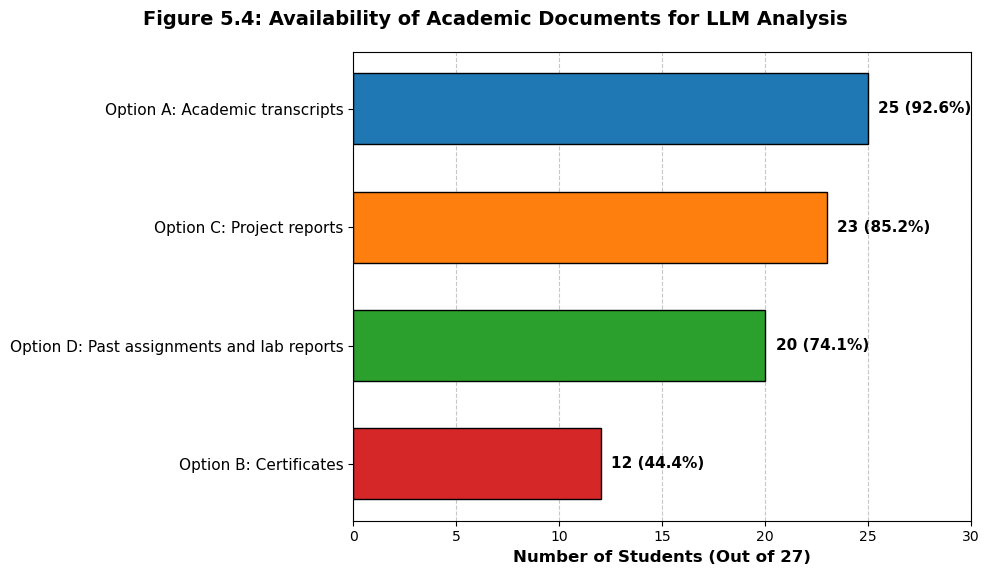 Figure 5.4: Availability of Academic Documents for LLM Analysis
Option A: Academic transcripts
25 (92.6%)
Option C: Project reports
23 (85.2%)
Option D: Past assignments and lab reports
20 (74.1%)
Option B: Certificates
12 (44.4%)
0 5 10 15 20 25 30
Number of Students (Out of 27)